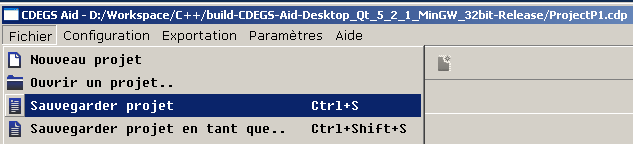 CDEGS Aid - D:/Workspace/C++/build-CDEGS-Aid-Desktop_Qt_5_2_1_MinGW_32bit-Release/ProjectP1.cdp
Fichier Configuration Exportation Paramètres Aide
Nouveau projet
Ouvrir un projet..
Sauvegarder projet Ctrl+S
Sauvegarder projet en tant que.. Ctrl+Shift+S